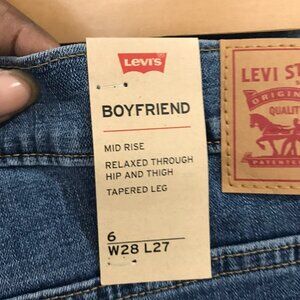 LEVI'S
BOYFRIEND
MID RISE
RELAXED THROUGH
HIP AND THIGH
TAPERED LEG
6
W28 L27
LEVI ST
ORIGIN
QUALIT
PATENTE